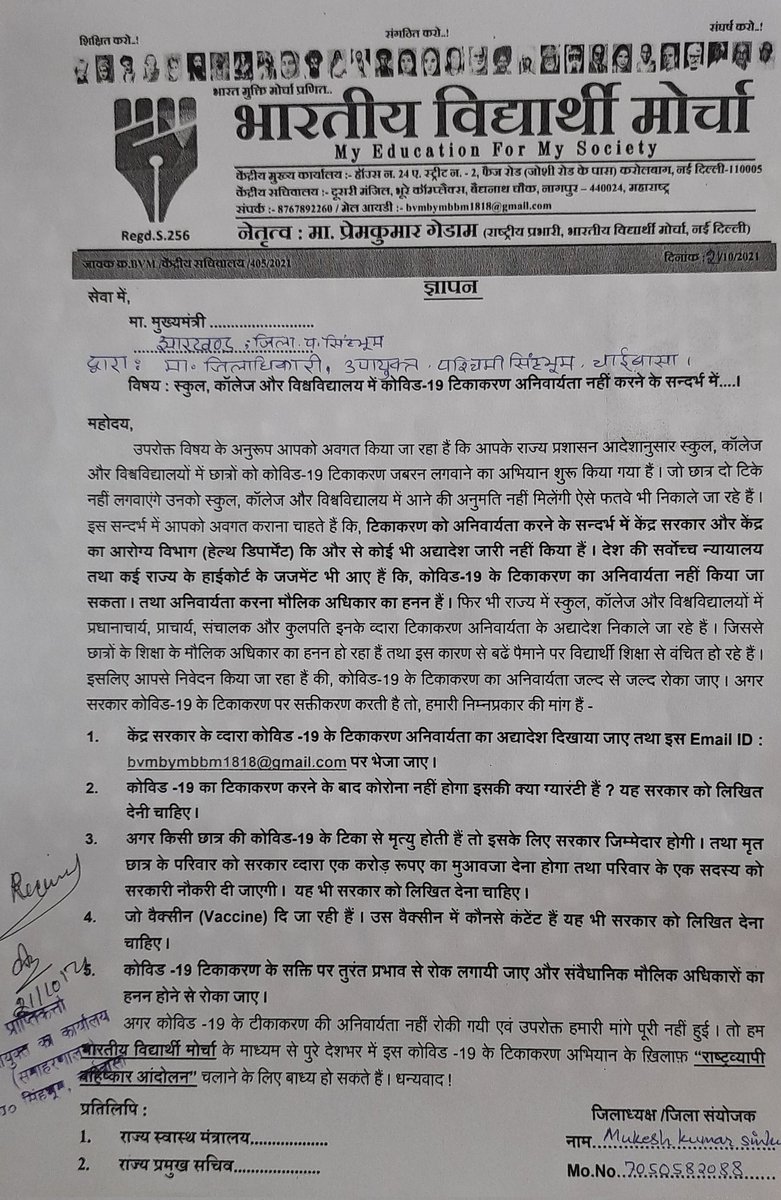 शिक्षित करो..!
संगठित करो..!
संघर्ष करो..!
भारत मुक्ति मोर्चा प्रणित..
भारतीय विद्यार्थी मोर्चा
My Education For My Society
केंद्रीय मुख्य कार्यालय :- हॉउस न. 24 ए. स्ट्रीट न. - 2, फैज रोड (जोशी रोड के पास) करोलबाग, नई दिल्ली-110005
केंद्रीय सचिवालय :- दूसरी मंजिल, भूरे कॉमप्लैक्स, बैद्यनाथ चौक, नागपुर – 440024, महाराष्ट्र
संपर्क :- 8767892260 / मेल आयडी :- bvmbymbbm1818@gmail.com
Regd.S.256
नेतृत्व : मा. प्रेमकुमार गेडाम (राष्ट्रीय प्रभारी, भारतीय विद्यार्थी मोर्चा, नई दिल्ली)
जावक क्र.BVM /केंद्रीय सचिवालय /405/2021
दिनांक : 21/10/2021
ज्ञापन
सेवा में,
मा. मुख्यमंत्री ........................
झारखण्ड : जिला प. सिंहभूम
द्वारा : मा. जिलाधिकारी, उपायुक्त पश्चिमी सिंहभूम चाईबासा ।
विषय : स्कुल, कॉलेज और विश्वविद्यालय में कोविड-19 टिकाकरण अनिवार्यता नहीं करने के सन्दर्भ में....।
महोदय,
उपरोक्त विषय के अनुरूप आपको अवगत किया जा रहा हैं कि आपके राज्य प्रशासन आदेशानुसार स्कुल, कॉलेज
और विश्वविद्यालयों में छात्रों को कोविड-19 टिकाकरण जबरन लगवाने का अभियान शुरू किया गया हैं । जो छात्र दो टिके
नहीं लगवाएंगे उनको स्कुल, कॉलेज और विश्वविद्यालय में आने की अनुमति नहीं मिलेंगी ऐसे फतवे भी निकाले जा रहे हैं ।
इस सन्दर्भ में आपको अवगत कराना चाहते हैं कि, टिकाकरण को अनिवार्यता करने के सन्दर्भ में केंद्र सरकार और केंद्र
का आरोग्य विभाग (हेल्थ डिपार्मेंट) कि और से कोई भी अद्यादेश जारी नहीं किया हैं । देश की सर्वोच्च न्यायालय
तथा कई राज्य के हाईकोर्ट के जजमेंट भी आए हैं कि, कोविड-19 के टिकाकरण का अनिवार्यता नहीं किया जा
सकता । तथा अनिवार्यता करना मौलिक अधिकार का हनन हैं । फिर भी राज्य में स्कुल, कॉलेज और विश्वविद्यालयों में
प्रधानाचार्य, प्राचार्य, संचालक और कुलपति इनके व्दारा टिकाकरण अनिवार्यता के अद्यादेश निकाले जा रहे हैं । जिससे
छात्रों के शिक्षा के मौलिक अधिकार का हनन हो रहा हैं तथा इस कारण से बढें पैमाने पर विद्यार्थी शिक्षा से वंचित हो रहे हैं ।
इसलिए आपसे निवेदन किया जा रहा हैं की, कोविड-19 के टिकाकरण का अनिवार्यता जल्द से जल्द रोका जाए । अगर
सरकार कोविड-19 के टिकाकरण पर सक्तीकरण करती है तो, हमारी निम्नप्रकार की मांग हैं -
1. केंद्र सरकार के व्दारा कोविड -19 के टिकाकरण अनिवार्यता का अद्यादेश दिखाया जाए तथा इस Email ID :
bvmbymbbm1818@gmail.com पर भेजा जाए ।
2. कोविड -19 का टिकाकरण करने के बाद कोरोना नहीं होगा इसकी क्या ग्यारंटी हैं ? यह सरकार को लिखित
देनी चाहिए ।
3. अगर किसी छात्र की कोविड-19 के टिका से मृत्यु होती हैं तो इसके लिए सरकार जिम्मेदार होगी । तथा मृत
छात्र के परिवार को सरकार व्दारा एक करोड़ रूपए का मुआवजा देना होगा तथा परिवार के एक सदस्य को
सरकारी नौकरी दी जाएगी । यह भी सरकार को लिखित देना चाहिए ।
4. जो वैक्सीन (Vaccine) दि जा रही हैं । उस वैक्सीन में कौनसे कंटेंट हैं यह भी सरकार को लिखित देना
चाहिए ।
5. कोविड -19 टिकाकरण के सक्ति पर तुरंत प्रभाव से रोक लगायी जाए और संवैधानिक मौलिक अधिकारों का
हनन होने से रोका जाए ।
21/10/21
प्राप्तिकर्ता
का कार्यालय
अगर कोविड -19 के टीकाकरण की अनिवार्यता नहीं रोकी गयी एवं उपरोक्त हमारी मांगे पूरी नहीं हुई । तो हम
भारतीय विद्यार्थी मोर्चा के माध्यम से पुरे देशभर में इस कोविड -19 के टिकाकरण अभियान के ख़िलाफ़ “राष्ट्रव्यापी
बहिष्कार आंदोलन” चलाने के लिए बाध्य हो सकते हैं । धन्यवाद !
प्रतिलिपि :
1. राज्य स्वास्थ मंत्रालय..................
2. राज्य प्रमुख सचिव....................
जिलाध्यक्ष /जिला संयोजक
नाम Mukesh kumar
Mo.No. 7050582088